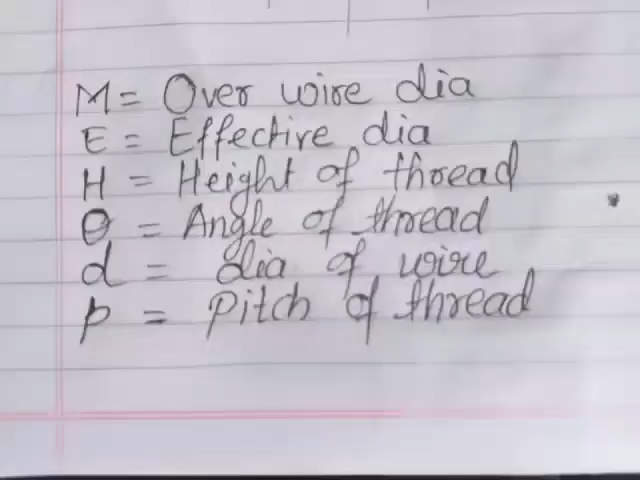 M = Over wire dia
E = Effective dia
H = Height of thread
θ = Angle of thread
d = dia of wire
p = pitch of thread